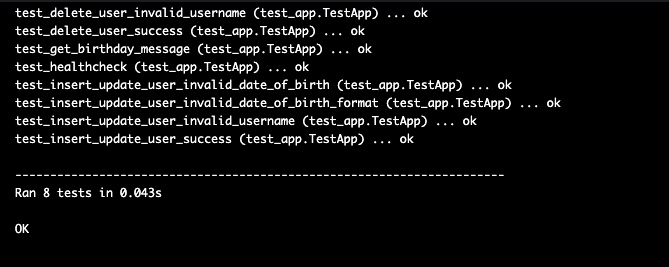 test_delete_user_invalid_username (test_app.TestApp) ... ok
test_delete_user_success (test_app.TestApp) ... ok
test_get_birthday_message (test_app.TestApp) ... ok
test_healthcheck (test_app.TestApp) ... ok
test_insert_update_user_invalid_date_of_birth (test_app.TestApp) ... ok
test_insert_update_user_invalid_date_of_birth_format (test_app.TestApp) ... ok
test_insert_update_user_invalid_username (test_app.TestApp) ... ok
test_insert_update_user_success (test_app.TestApp) ... ok
----------------------------------------------------------------------
Ran 8 tests in 0.043s
OK